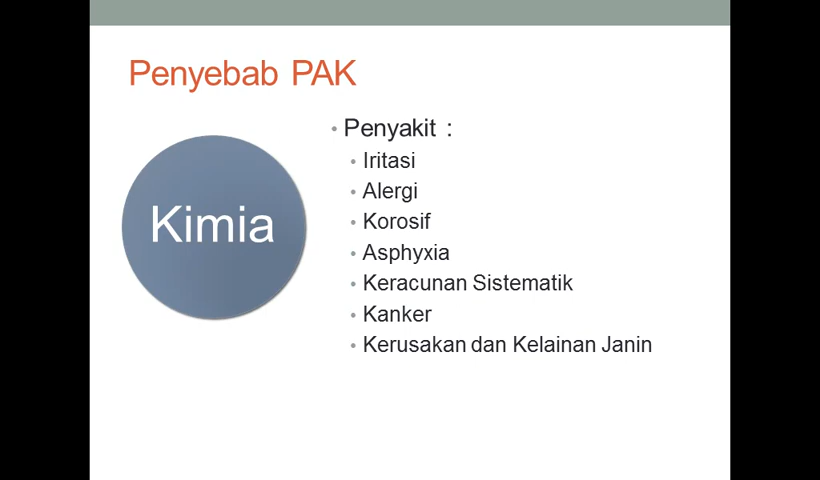 Penyebab PAK
Kimia
• Penyakit :
• Iritasi
• Alergi
• Korosif
• Asphyxia
• Keracunan Sistematik
• Kanker
• Kerusakan dan Kelainan Janin